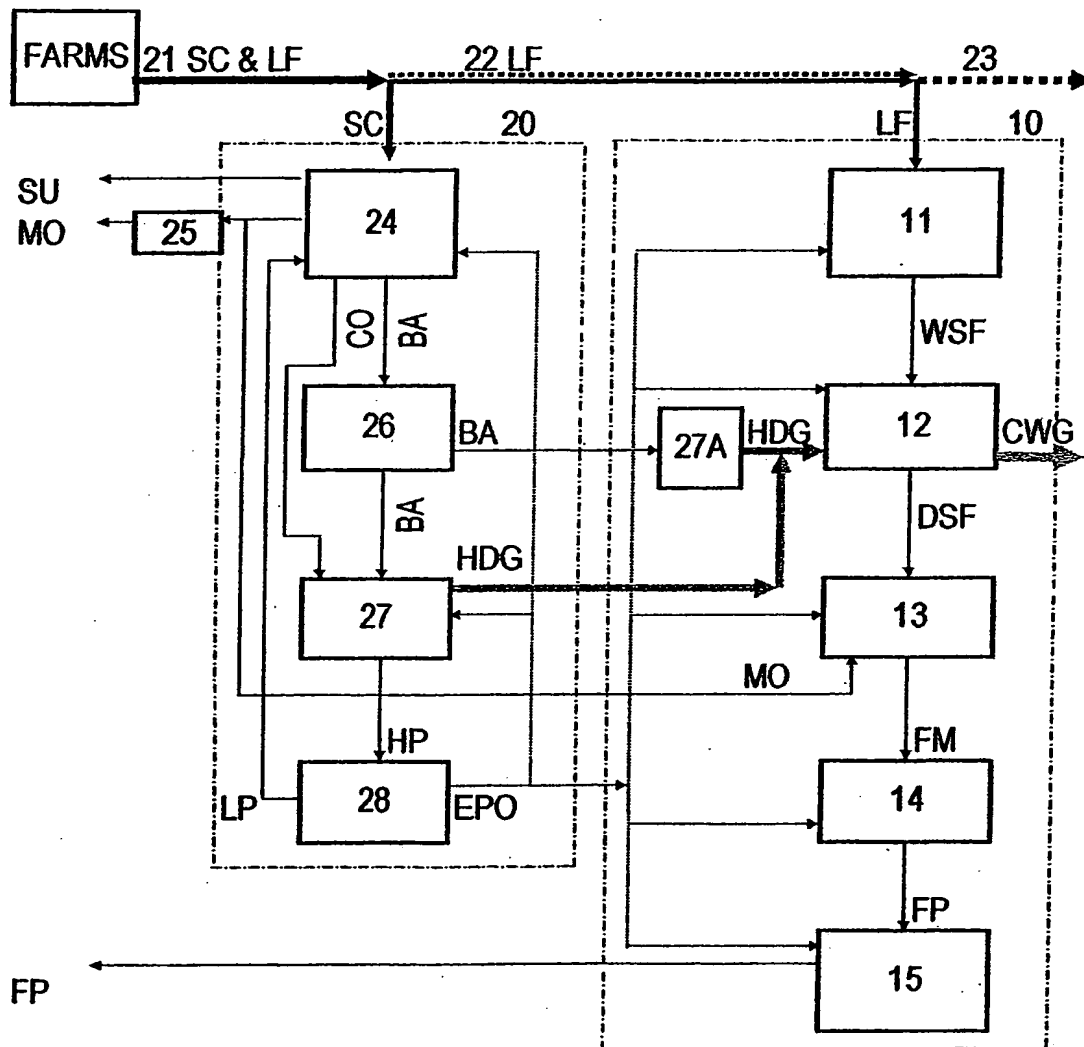 FARMS
21 SC & LF
22 LF
23
SC
20
LF
10
SU
MO
25
24
11
CO
BA
WSF
26
BA
27A
HDG
12
CWG
BA
DSF
HDG
27
13
MO
HP
FM
LP
28
EPO
14
FP
FP
15